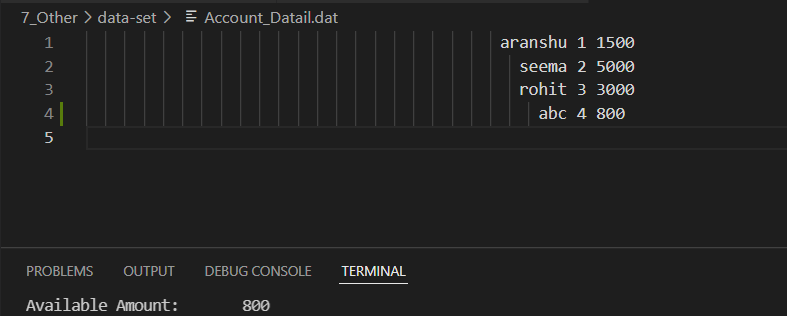 7_Other > data-set > Account_Datail.dat
1 aranshu 1 1500
2 seema 2 5000
3 rohit 3 3000
4 abc 4 800
5
PROBLEMS OUTPUT DEBUG CONSOLE TERMINAL
Available Amount: 800